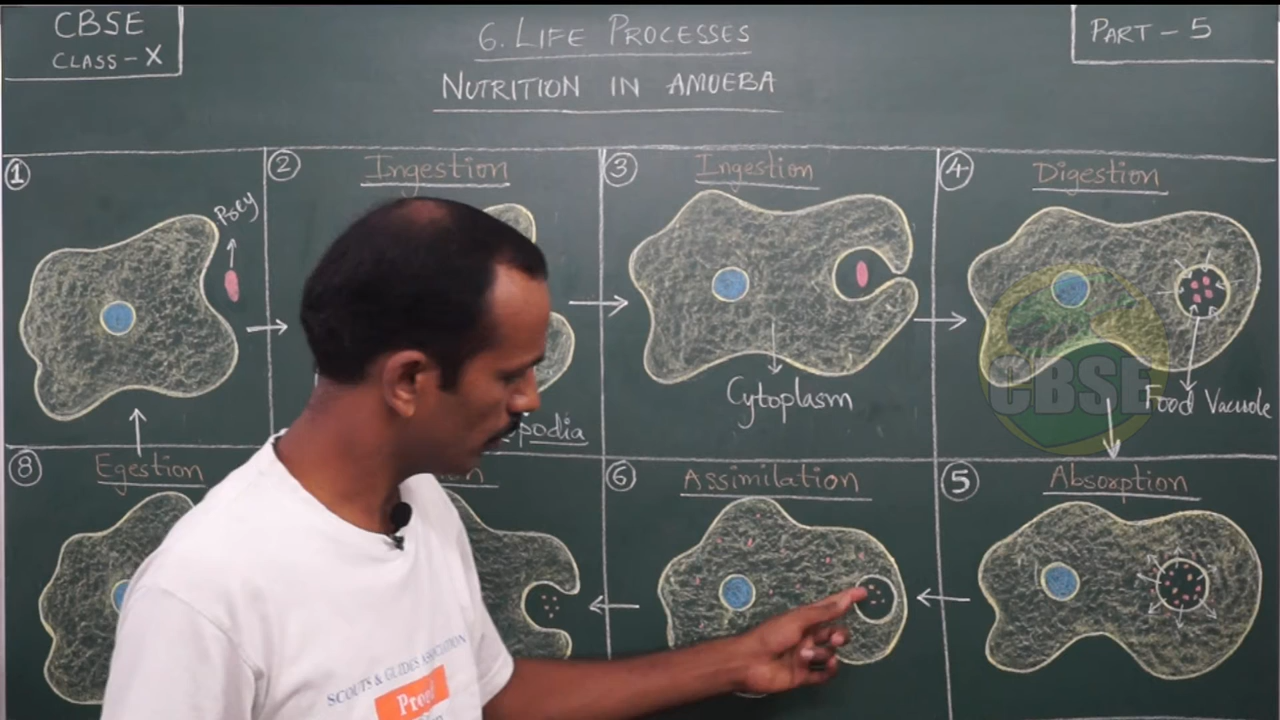 CBSE
CLASS-X
6. LIFE PROCESSES
NUTRITION IN AMOEBA
PART - 5
1
Prey
2
Ingestion
podia
3
Ingestion
Cytoplasm
4
Digestion
Food Vacuole
CBSE
8
Egestion
6
Assimilation
5
Absorption
SCOUTS & GUIDES ASSOCIATION